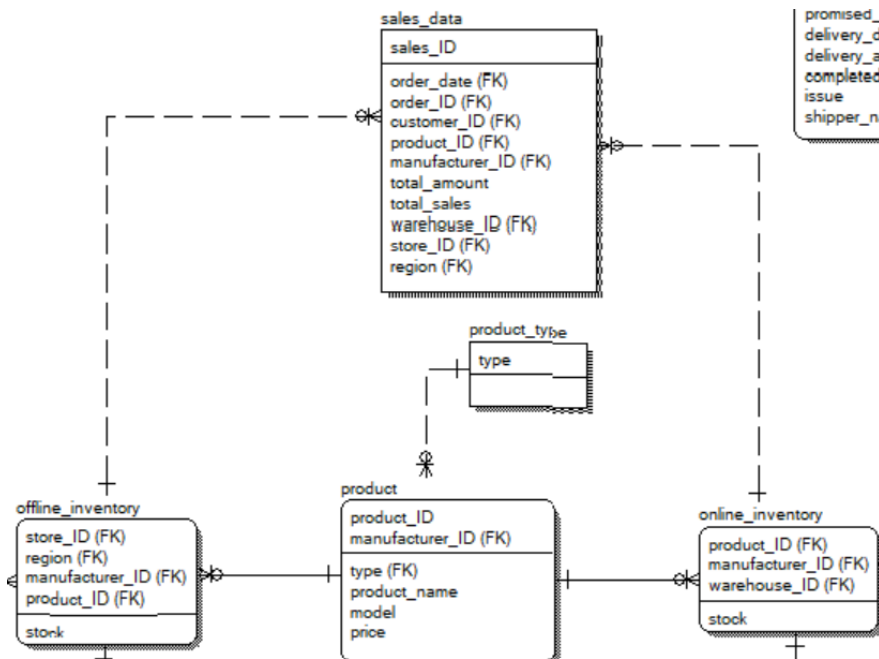 sales_data
sales_ID
order_date (FK)
order_ID (FK)
customer_ID (FK)
product_ID (FK)
manufacturer_ID (FK)
total_amount
total_sales
warehouse_ID (FK)
store_ID (FK)
region (FK)
promised_
delivery_d
delivery_a
completed
issue
shipper_na
product_type
type
offline_inventory
store_ID (FK)
region (FK)
manufacturer_ID (FK)
product_ID (FK)
stock
product
product_ID
manufacturer_ID (FK)
type (FK)
product_name
model
price
online_inventory
product_ID (FK)
manufacturer_ID (FK)
warehouse_ID (FK)
stock